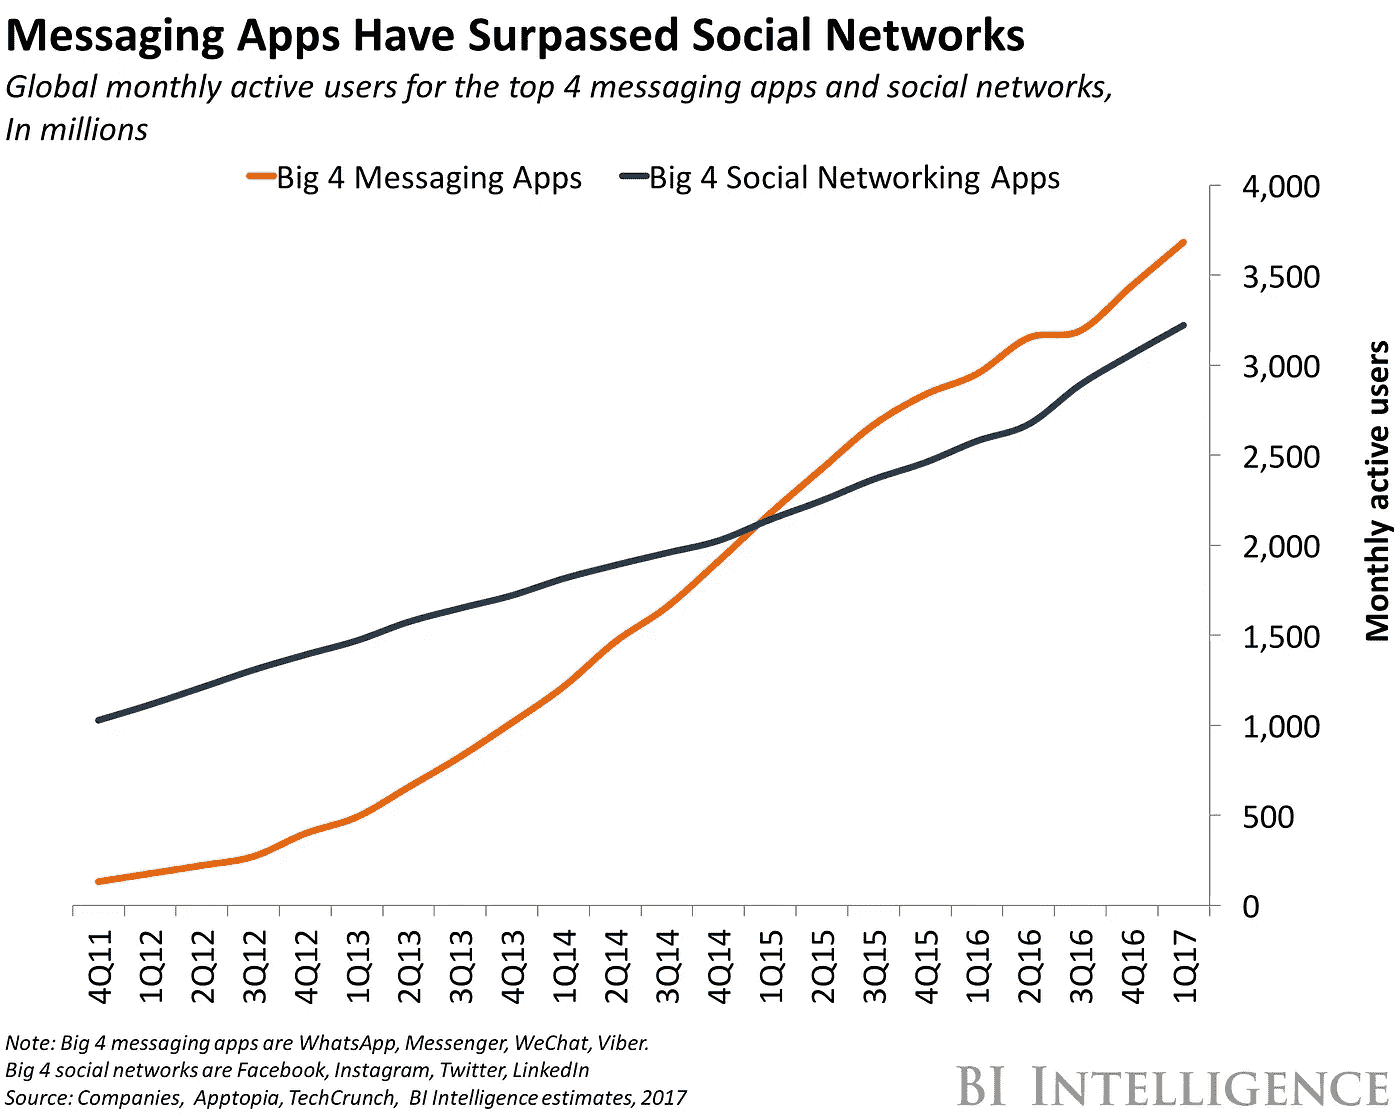 Messaging Apps Have Surpassed Social Networks
Global monthly active users for the top 4 messaging apps and social networks,
In millions
Big 4 Messaging Apps Big 4 Social Networking Apps
4,000
3,500
3,000
2,500
2,000
1,500
1,000
500
0
Monthly active users
4Q11 1Q12 2Q12 3Q12 4Q12 1Q13 2Q13 3Q13 4Q13 1Q14 2Q14 3Q14 4Q14 1Q15 2Q15 3Q15 4Q15 1Q16 2Q16 3Q16 4Q16 1Q17
Note: Big 4 messaging apps are WhatsApp, Messenger, WeChat, Viber.
Big 4 social networks are Facebook, Instagram, Twitter, LinkedIn
Source: Companies, Apptopia, TechCrunch, BI Intelligence estimates, 2017
BI INTELLIGENCE